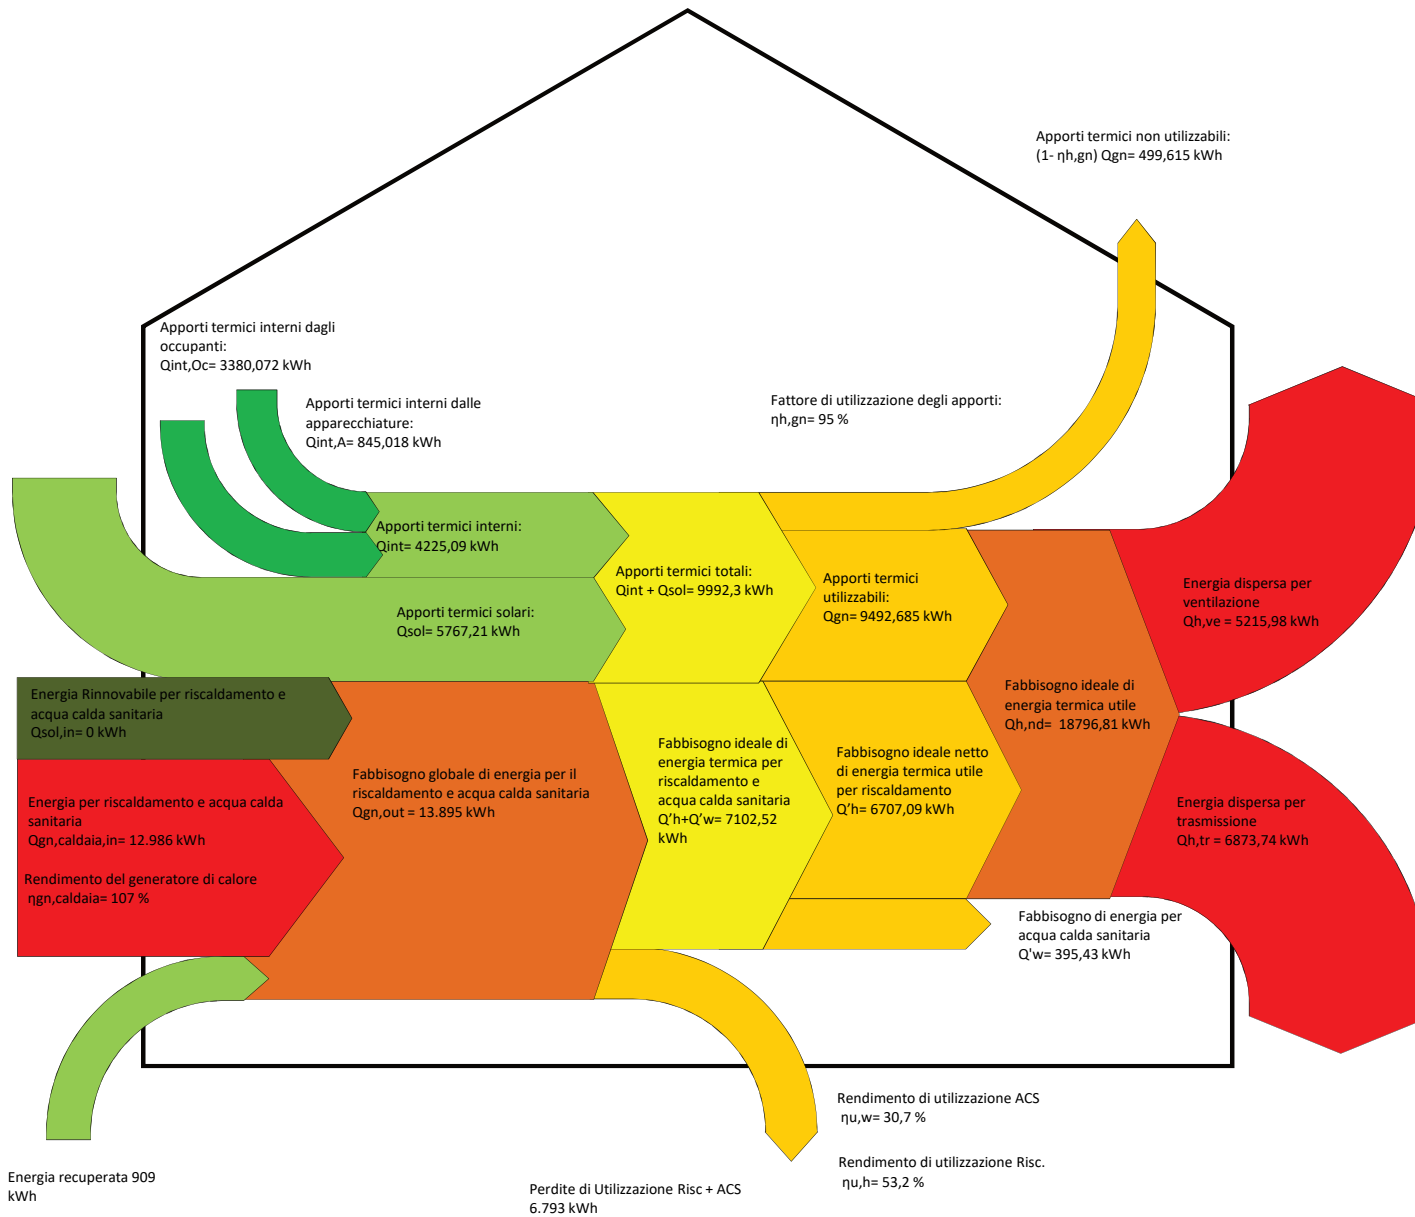 Apporti termici non utilizzabili:
(1- ηh,gn) Qgn= 499,615 kWh
Apporti termici interni dagli
occupanti:
Qint,Oc= 3380,072 kWh
Apporti termici interni dalle
apparecchiature:
Qint,A= 845,018 kWh
Fattore di utilizzazione degli apporti:
ηh,gn= 95 %
Apporti termici interni:
Qint= 4225,09 kWh
Apporti termici totali:
Qint + Qsol= 9992,3 kWh
Apporti termici
utilizzabili:
Qgn= 9492,685 kWh
Energia dispersa per
ventilazione
Qh,ve = 5215,98 kWh
Apporti termici solari:
Qsol= 5767,21 kWh
Energia Rinnovabile per riscaldamento e
acqua calda sanitaria
Qsol,in= 0 kWh
Fabbisogno ideale di
energia termica utile
Qh,nd=  18796,81 kWh
Fabbisogno globale di energia per il
riscaldamento e acqua calda sanitaria
Qgn,out = 13.895 kWh
Fabbisogno ideale di
energia termica per
riscaldamento e
acqua calda sanitaria
Q’h+Q’w= 7102,52
kWh
Fabbisogno ideale netto
di energia termica utile
per riscaldamento
Q’h= 6707,09 kWh
Energia per riscaldamento e acqua calda
sanitaria
Qgn,caldaia,in= 12.986 kWh
Energia dispersa per
trasmissione
Qh,tr = 6873,74 kWh
Rendimento del generatore di calore
ηgn,caldaia= 107 %
Fabbisogno di energia per
acqua calda sanitaria
Q'w= 395,43 kWh
Rendimento di utilizzazione ACS
ηu,w= 30,7 %
Rendimento di utilizzazione Risc.
ηu,h= 53,2 %
Energia recuperata 909
kWh
Perdite di Utilizzazione Risc + ACS
6.793 kWh